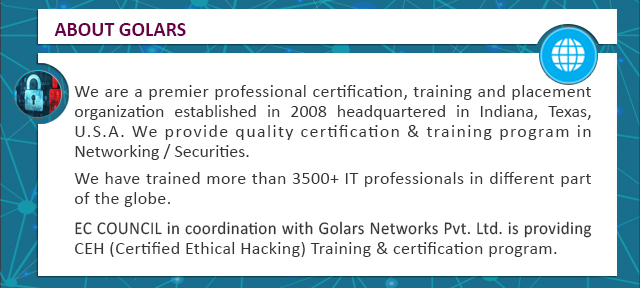 ABOUT GOLARS
We are a premier professional certification, training and placement
organization established in 2008 headquartered in Indiana, Texas,
U.S.A. We provide quality certification & training program in
Networking / Securities.
We have trained more than 3500+ IT professionals in different part
of the globe.
EC COUNCIL in coordination with Golars Networks Pvt. Ltd. is providing
CEH (Certified Ethical Hacking) Training & certification program.